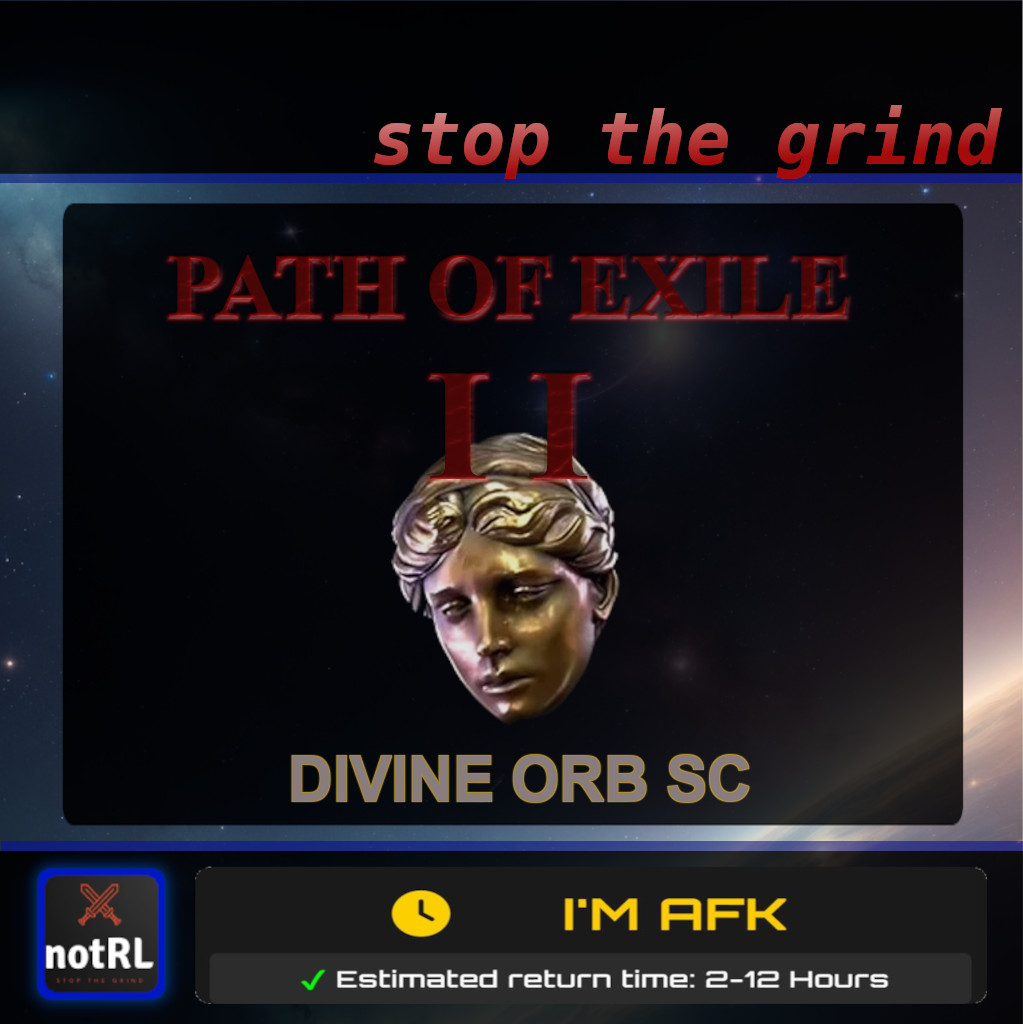 stop the grind
PATH OF EXILE
II
DIVINE ORB SC
notRL
STOP THE GRIND
I'M AFK
✓ Estimated return time: 2-12 Hours